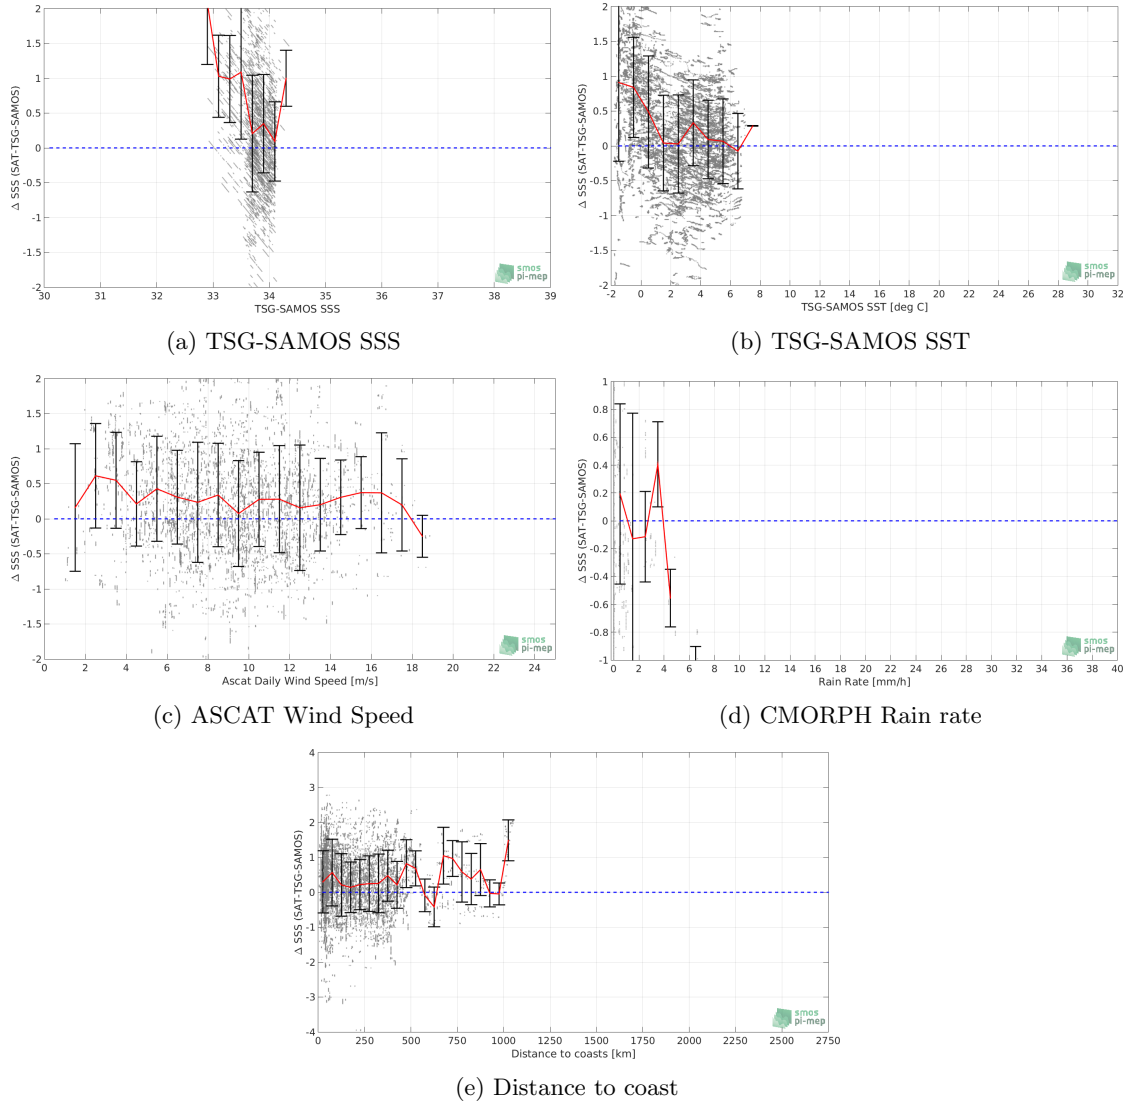 2
1.5
1
0.5
0
-0.5
-1
-1.5
-2
Δ SSS (SAT-TSG-SAMOS)
30 31 32 33 34 35 36 37 38 39
TSG-SAMOS SSS
smos
pi-mep
(a) TSG-SAMOS SSS
2
1.5
1
0.5
0
-0.5
-1
-1.5
-2
Δ SSS (SAT-TSG-SAMOS)
-2 0 2 4 6 8 10 12 14 16 18 20 22 24 26 28 30 32
TSG-SAMOS SST [deg C]
smos
pi-mep
(b) TSG-SAMOS SST
2
1.5
1
0.5
0
-0.5
-1
-1.5
-2
Δ SSS (SAT-TSG-SAMOS)
0 2 4 6 8 10 12 14 16 18 20 22 24
Ascat Daily Wind Speed [m/s]
smos
pi-mep
(c) ASCAT Wind Speed
1
0.8
0.6
0.4
0.2
0
-0.2
-0.4
-0.6
-0.8
-1
Δ SSS (SAT-TSG-SAMOS)
0 2 4 6 8 10 12 14 16 18 20 22 24 26 28 30 32 34 36 38 40
Rain Rate [mm/h]
smos
pi-mep
(d) CMORPH Rain rate
4
3
2
1
0
-1
-2
-3
-4
Δ SSS (SAT-TSG-SAMOS)
0 250 500 750 1000 1250 1500 1750 2000 2250 2500 2750
Distance to coasts [km]
smos
pi-mep
(e) Distance to coast